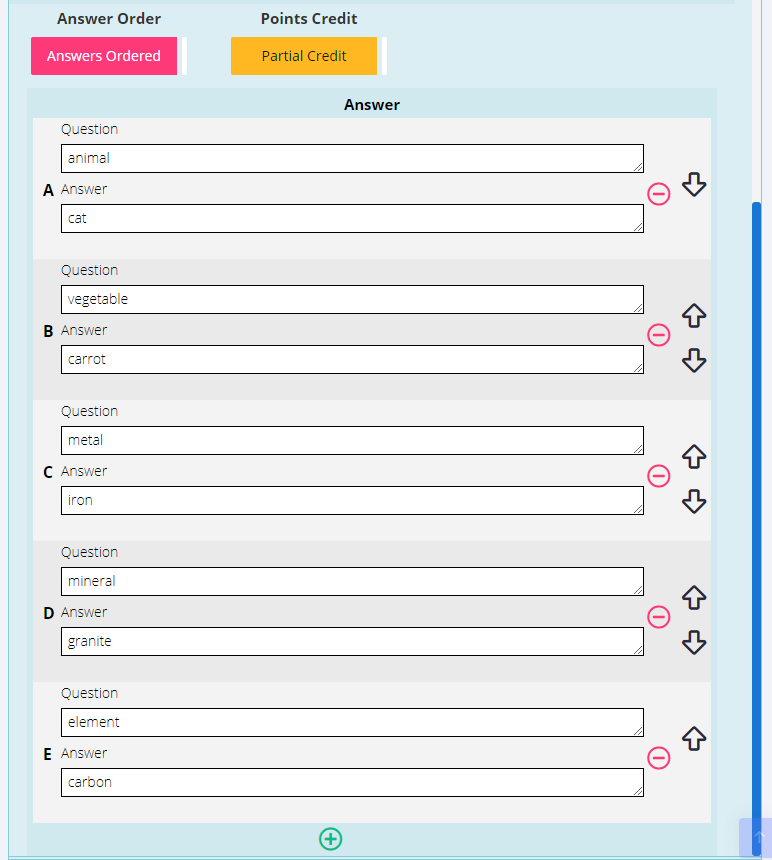 Answer Order Points Credit
Answers Ordered Partial Credit
Answer
Question
animal
A Answer
cat
Question
vegetable
B Answer
carrot
Question
metal
C Answer
iron
Question
mineral
D Answer
granite
Question
element
E Answer
carbon